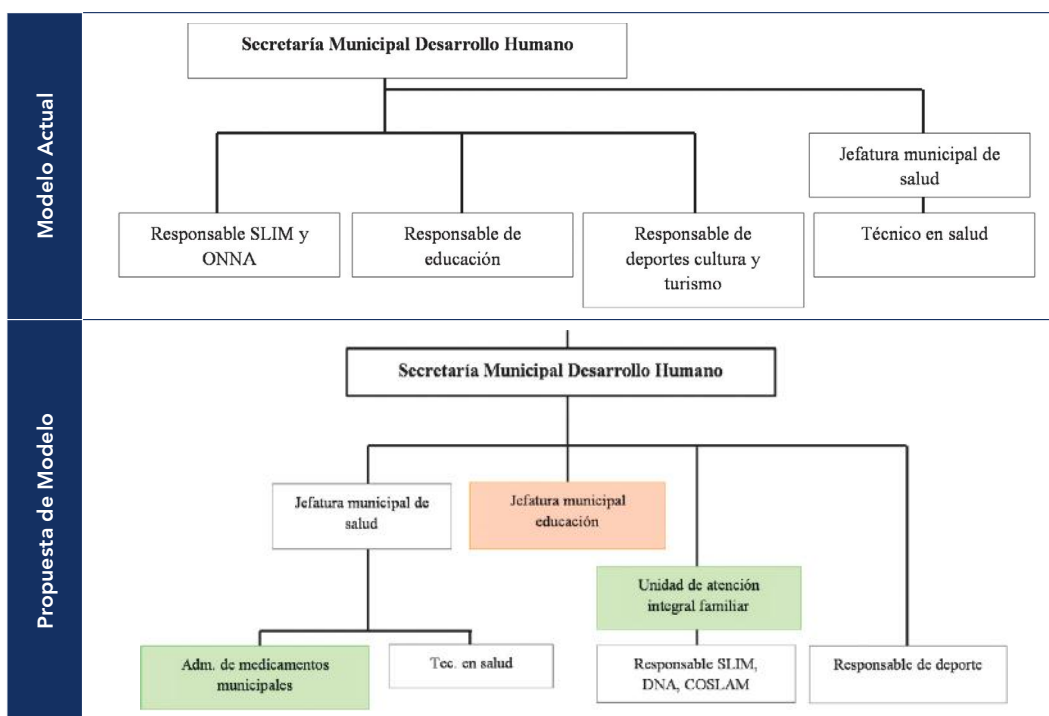 Modelo Actual
Secretaría Municipal Desarrollo Humano
Jefatura municipal de
salud
Responsable SLIM y
ONNA
Responsable de
educación
Responsable de
deportes cultura y
turismo
Técnico en salud
Propuesta de Modelo
Secretaría Municipal Desarrollo Humano
Jefatura municipal de
salud
Jefatura municipal
educación
Unidad de atención
integral familiar
Adm. de medicamentos
municipales
Tec. en salud
Responsable SLIM,
DNA, COSLAM
Responsable de deporte